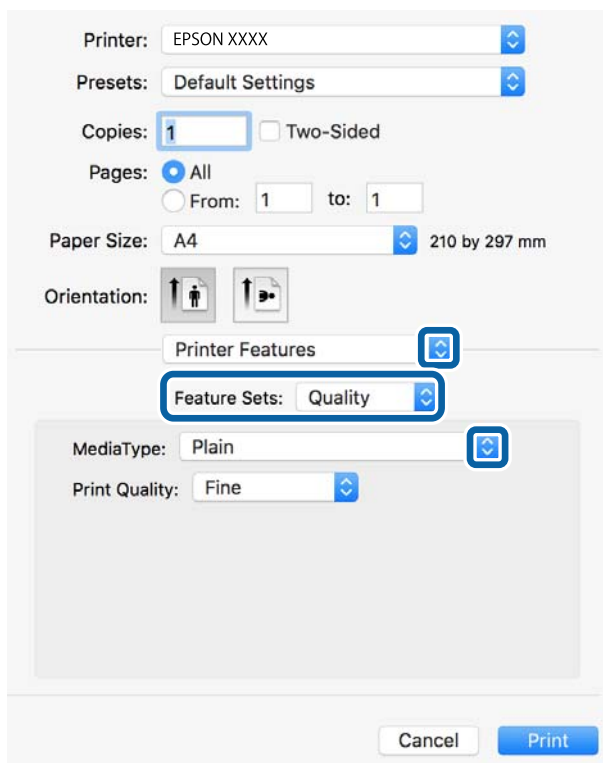 Printer: EPSON XXXX
Presets: Default Settings
Copies: 1 Two-Sided
Pages: All
From: 1 to: 1
Paper Size: A4 210 by 297 mm
Orientation:
Printer Features
Feature Sets: Quality
MediaType: Plain
Print Quality: Fine
Cancel Print